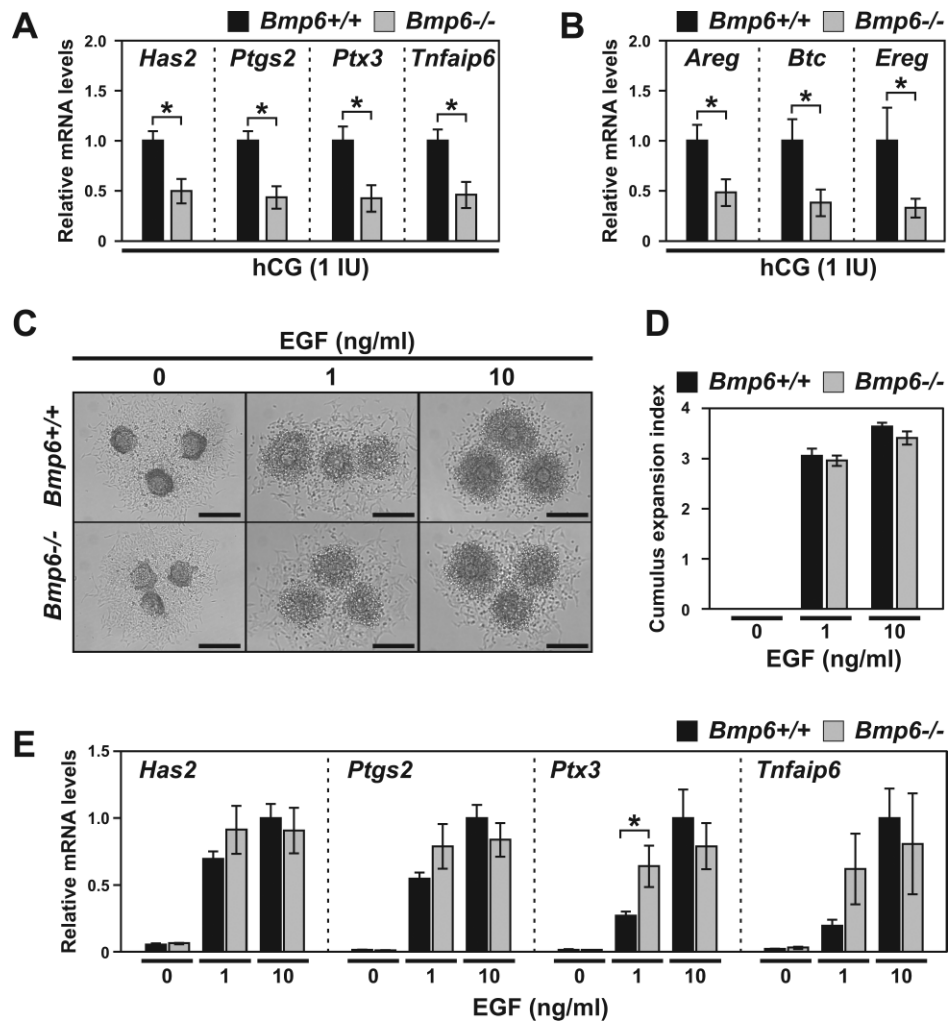 A
Bmp6+/+ Bmp6-/-
Relative mRNA levels
2.0
1.5
1.0
0.5
0
Has2 Ptgs2 Ptx3 Tnfaip6
* * * *
hCG (1 IU)
B
Bmp6+/+ Bmp6-/-
Relative mRNA levels
2.0
1.5
1.0
0.5
0
Areg Btc Ereg
* * *
hCG (1 IU)
C
EGF (ng/ml)
0 1 10
Bmp6+/+
Bmp6-/-
D
Bmp6+/+ Bmp6-/-
Cumulus expansion index
4
3
2
1
0
0 1 10
EGF (ng/ml)
E
Bmp6+/+ Bmp6-/-
Relative mRNA levels
1.5
1.0
0.5
0
Has2 Ptgs2 Ptx3 Tnfaip6
*
0 1 10 0 1 10 0 1 10 0 1 10
EGF (ng/ml)